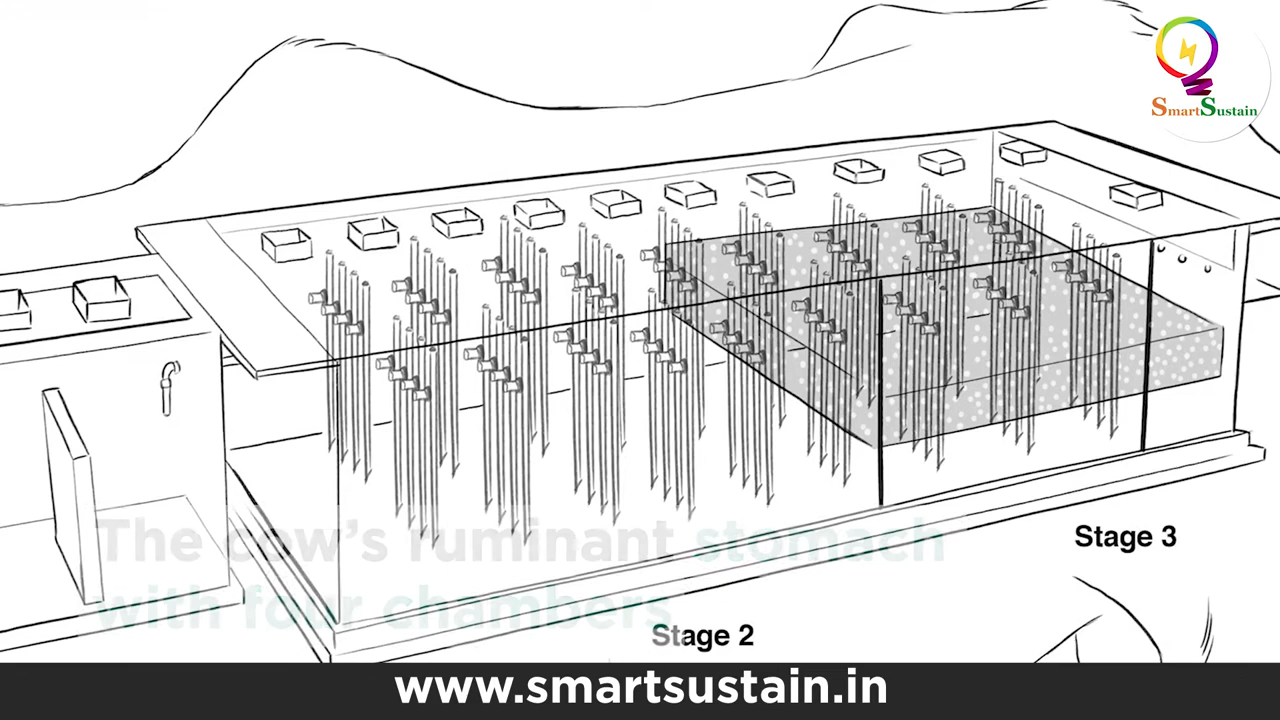 SmartSustain
The cow's ruminant stomach
with four chambers
Stage 3
Stage 2
www.smartsustain.in